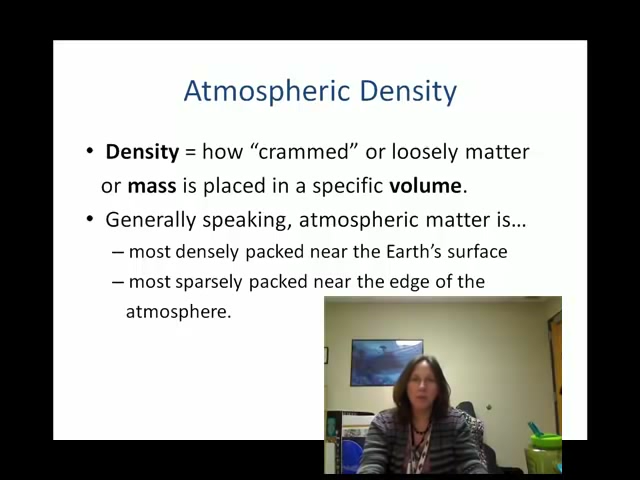 Atmospheric Density
• Density = how “crammed” or loosely matter
or mass is placed in a specific volume.
• Generally speaking, atmospheric matter is…
– most densely packed near the Earth’s surface
– most sparsely packed near the edge of the
atmosphere.